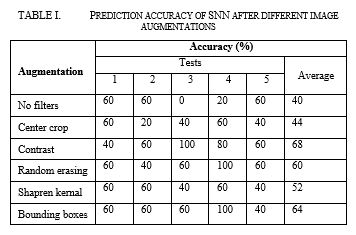 TABLE I. PREDICTION ACCURACY OF SNN AFTER DIFFERENT IMAGE
AUGMENTATIONS
Augmentation Accuracy (%)
Tests Average
1 2 3 4 5
No filters 60 60 0 20 60 40
Center crop 60 20 40 60 40 44
Contrast 40 60 100 80 60 68
Random erasing 60 40 60 100 60 60
Shapren kernal 60 60 40 60 40 52
Bounding boxes 60 60 60 100 40 64